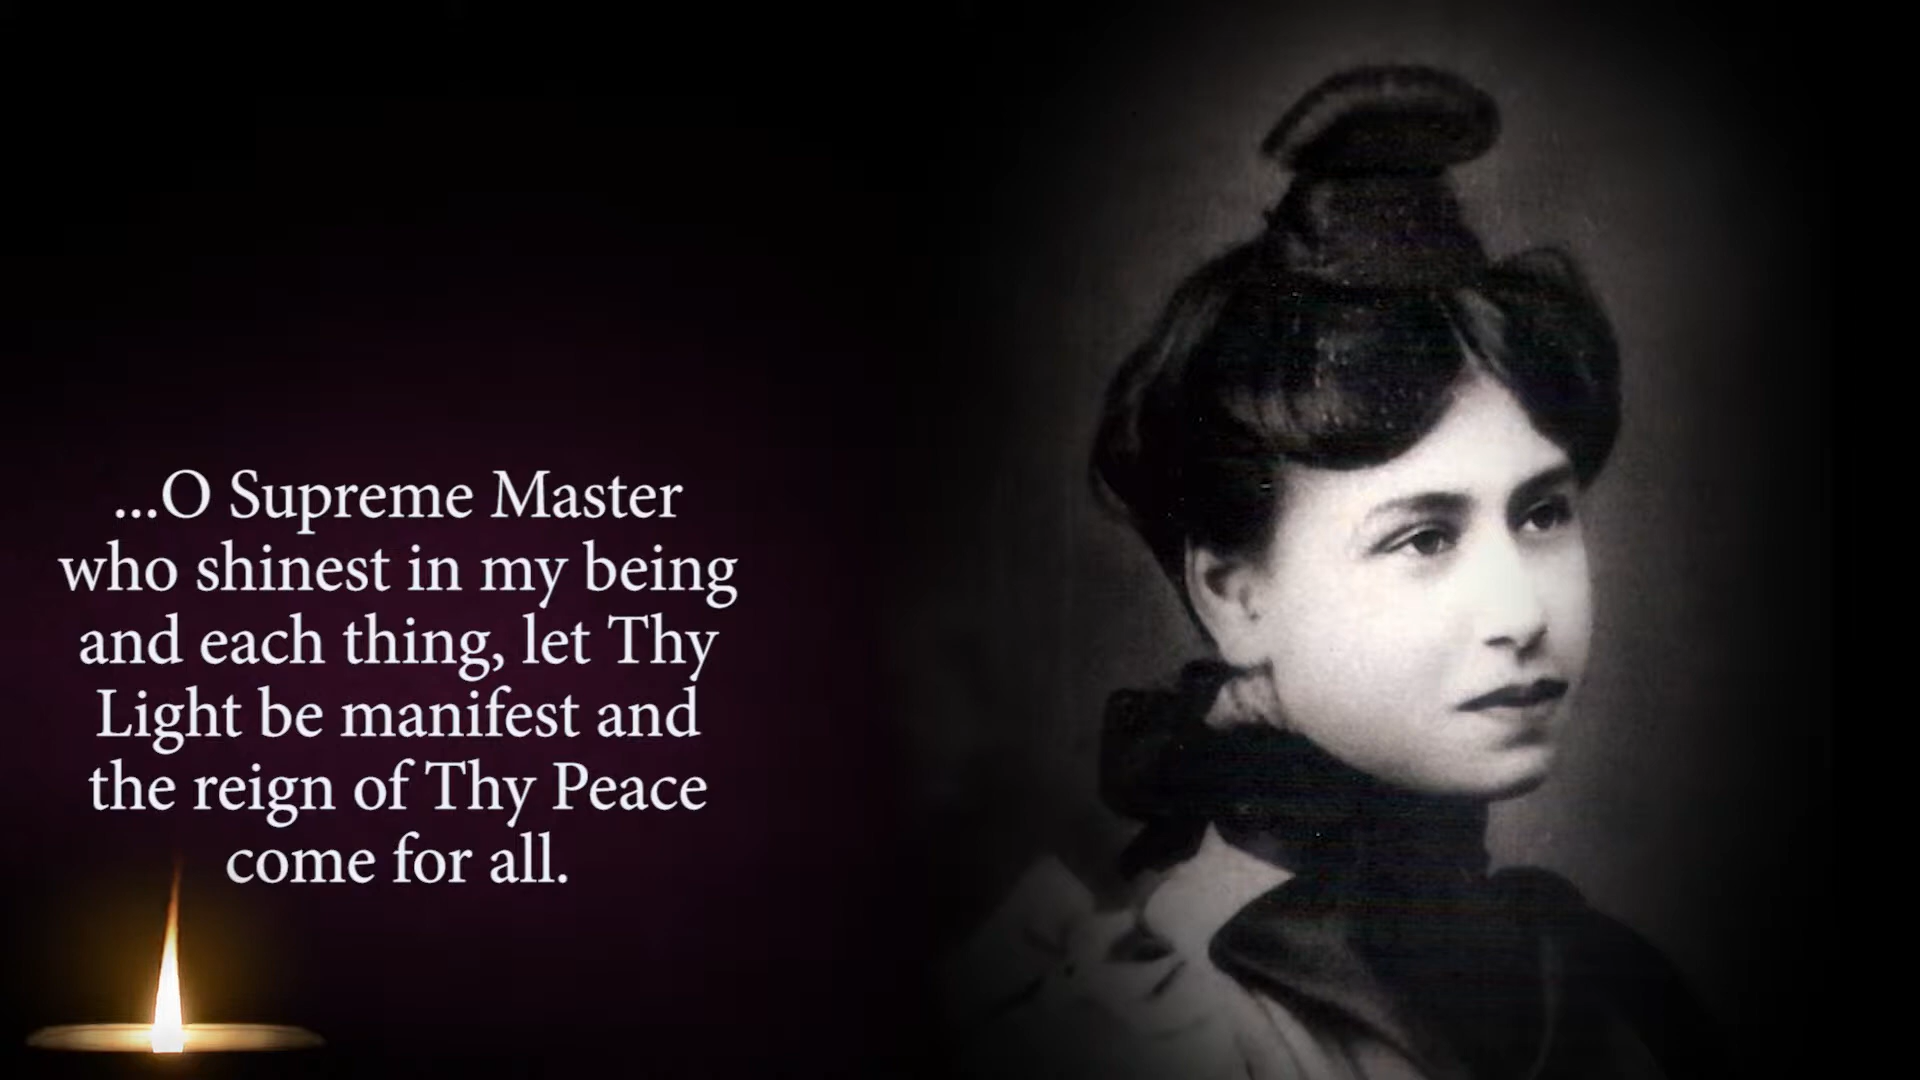 ...O Supreme Master
who shinest in my being
and each thing, let Thy
Light be manifest and
the reign of Thy Peace
come for all.